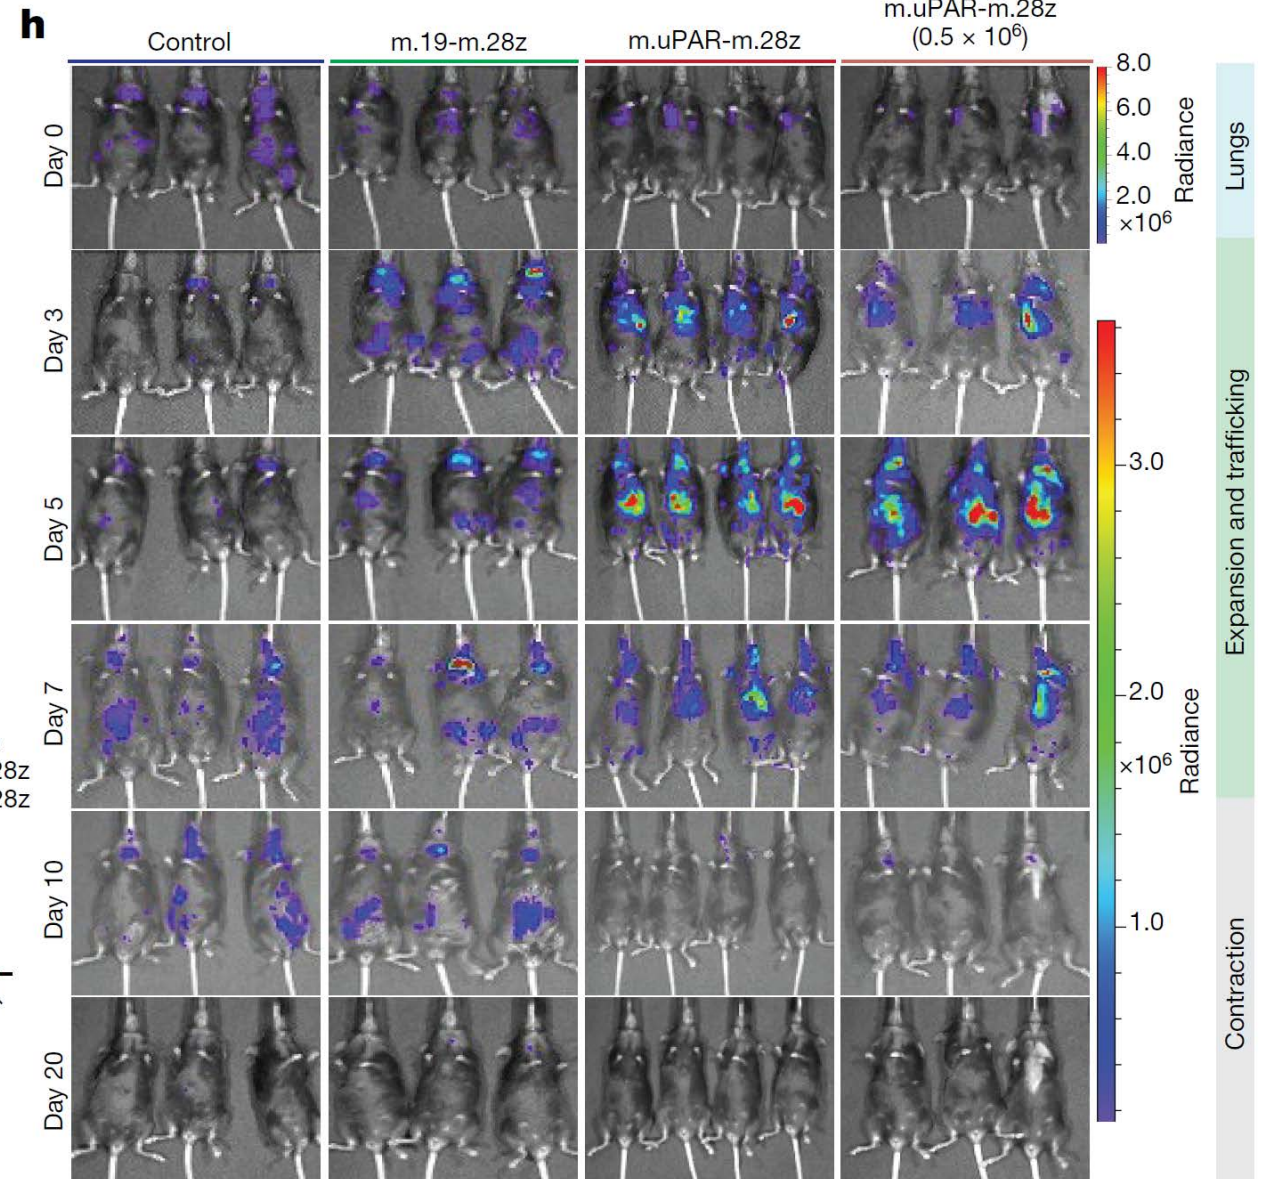 h
Control
m.19-m.28z
m.uPAR-m.28z
m.uPAR-m.28z
(0.5 × 10⁶)
Day 0
Day 3
Day 5
Day 7
Day 10
Day 20
8.0
6.0
4.0
2.0
×10⁶
Radiance
3.0
2.0
×10⁶
1.0
Radiance
Lungs
Expansion and trafficking
Contraction
28z
28z